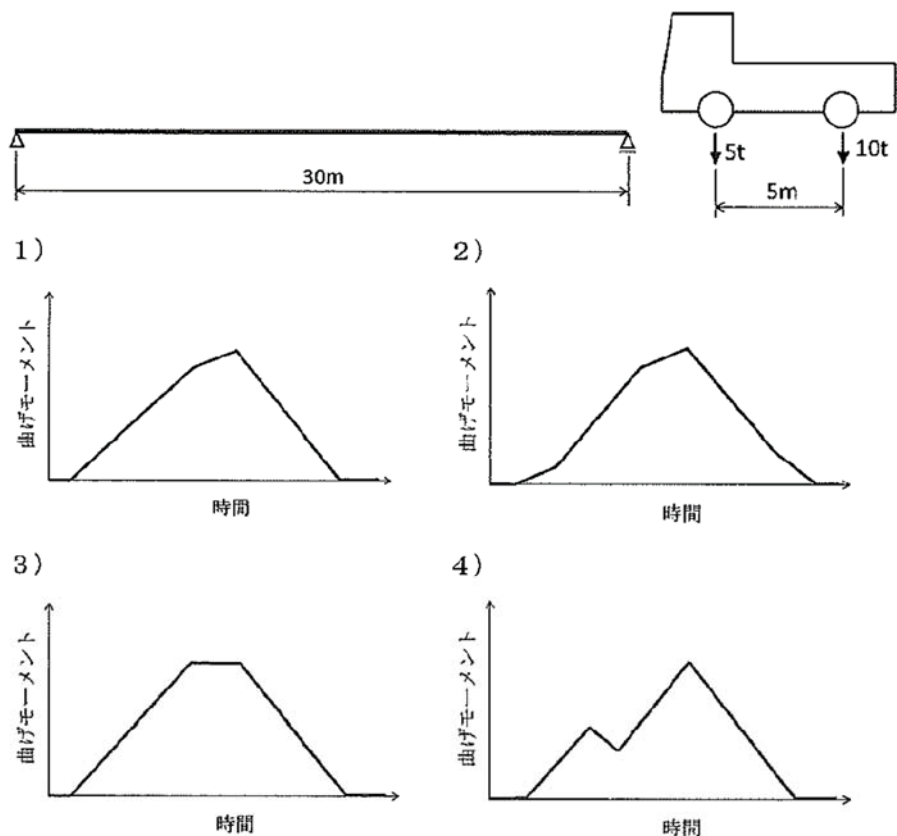 5t
10t
30m
5m
1)
2)
曲げモーメント
時間
曲げモーメント
時間
3)
4)
曲げモーメント
時間
曲げモーメント
時間